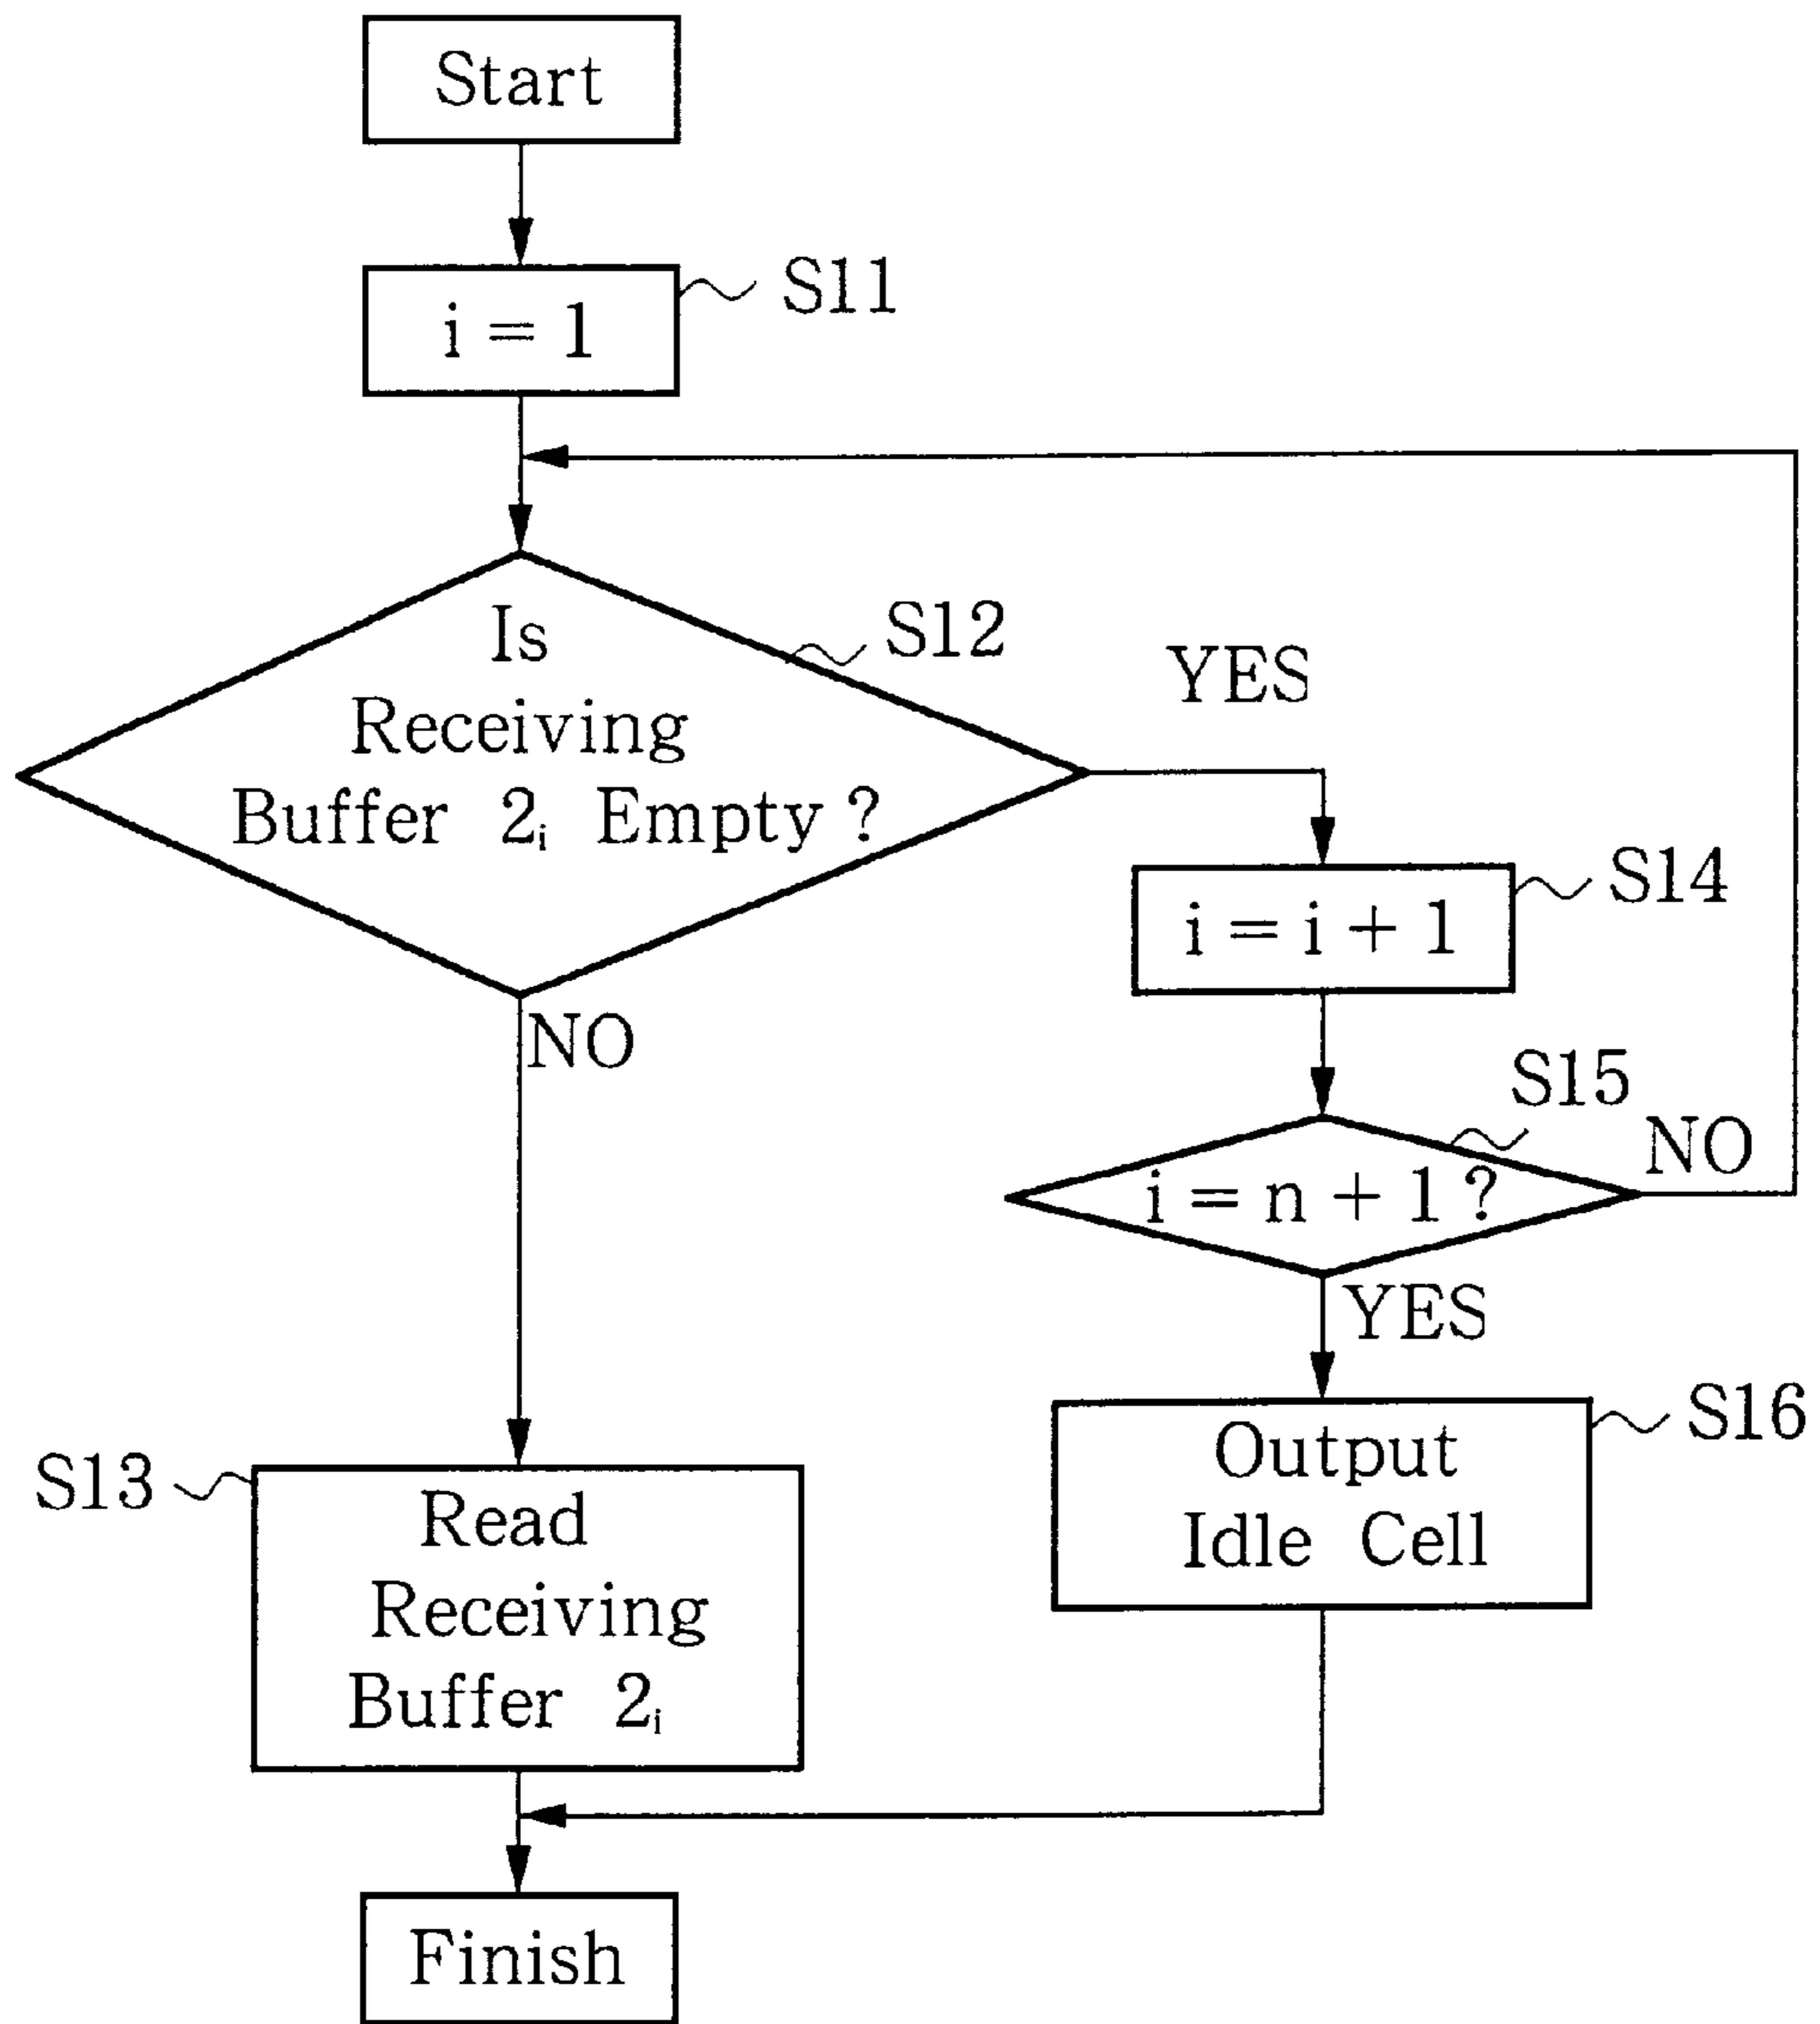 Start
i = 1
S11
Is
Receiving
Buffer 2ᵢ Empty ?
S12
YES
NO
i = i + 1
S14
i = n + 1 ?
S15
NO
YES
Output
Idle Cell
S16
S13
Read
Receiving
Buffer 2ᵢ
Finish